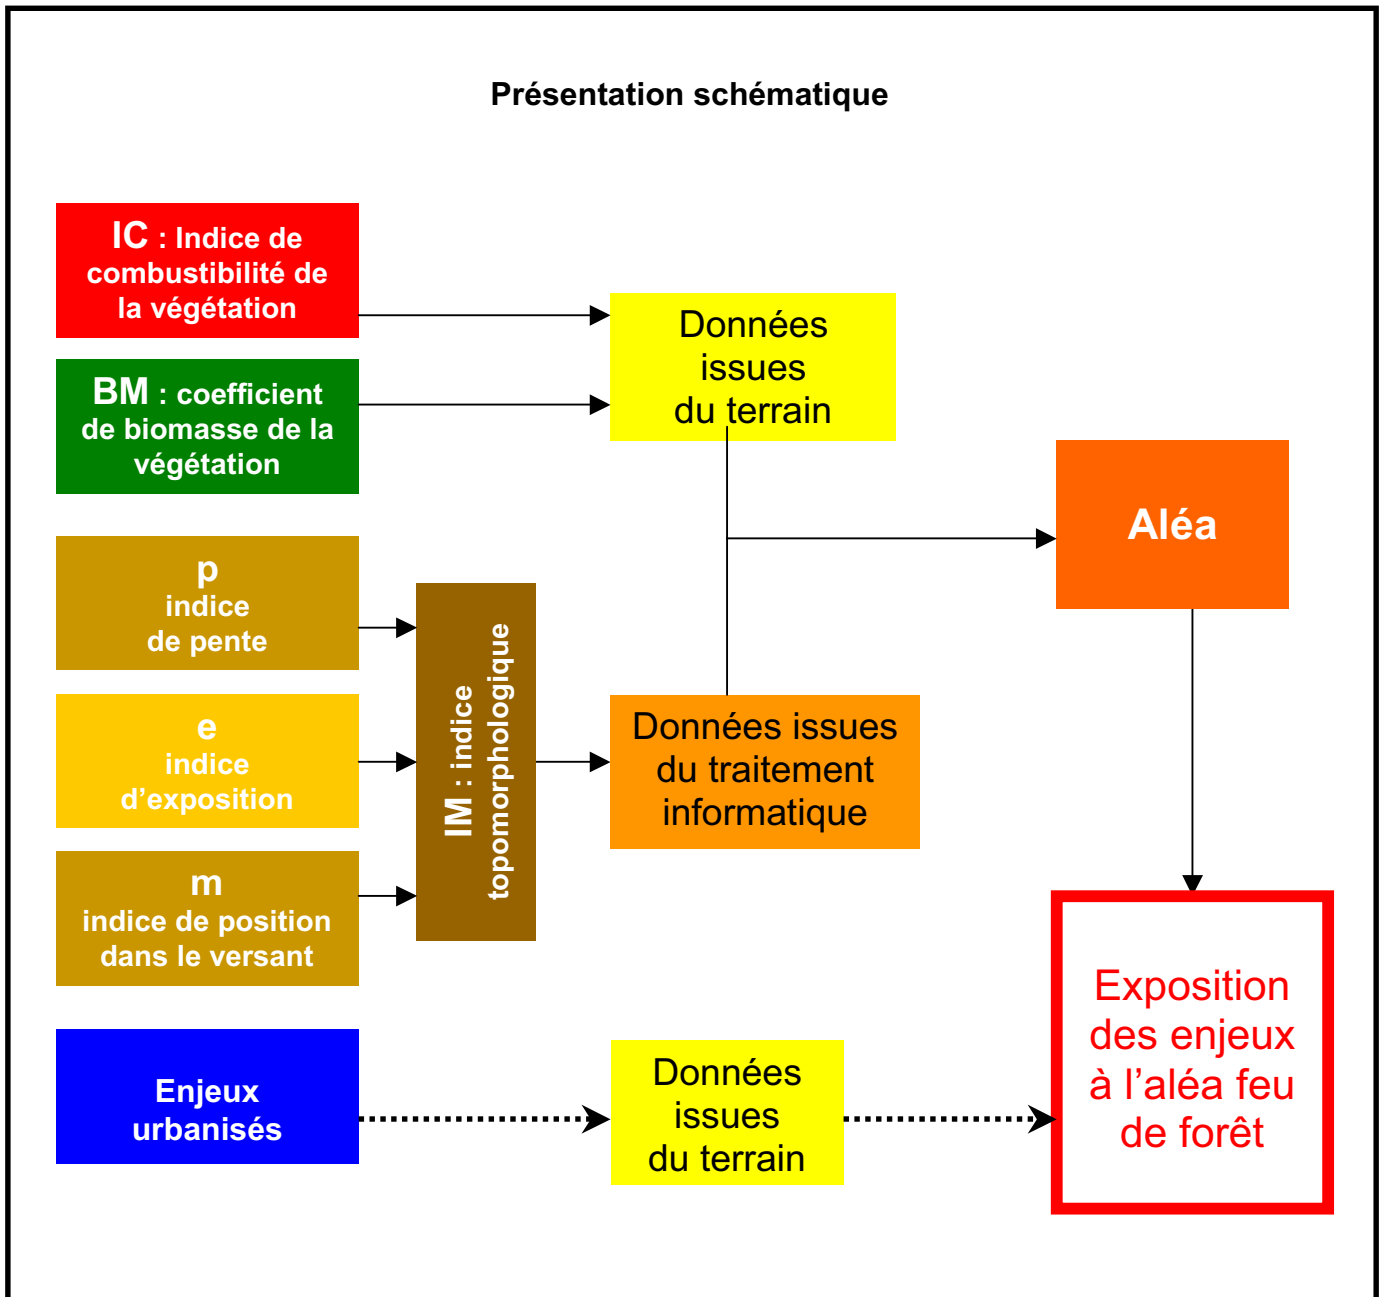 Présentation schématique
IC : Indice de
combustibilité de
la végétation
Données
issues
du terrain
BM : coefficient
de biomasse de la
végétation
Aléa
p
indice
de pente
IM : indice
topomorphologique
e
indice
d'exposition
Données issues
du traitement
informatique
m
indice de position
dans le versant
Exposition
des enjeux
à l'aléa feu
de forêt
Enjeux
urbanisés
Données
issues
du terrain